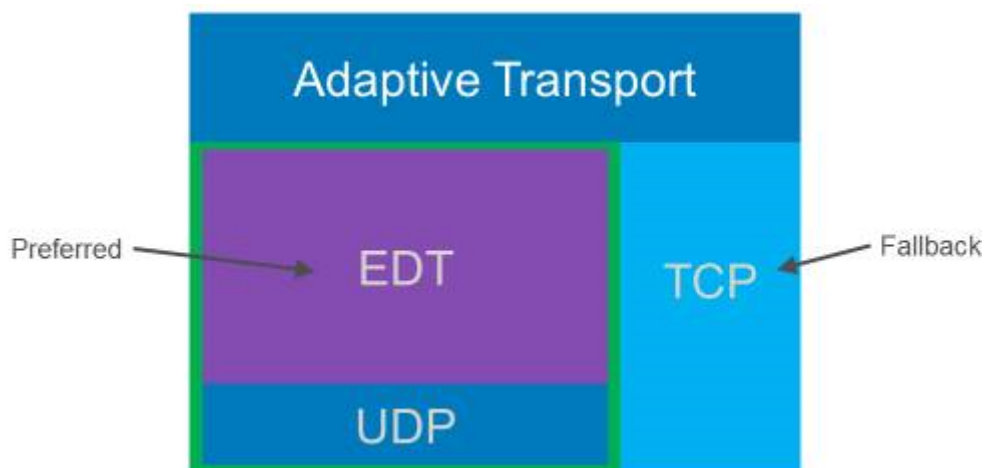 Adaptive Transport
Preferred
EDT
TCP
Fallback
UDP